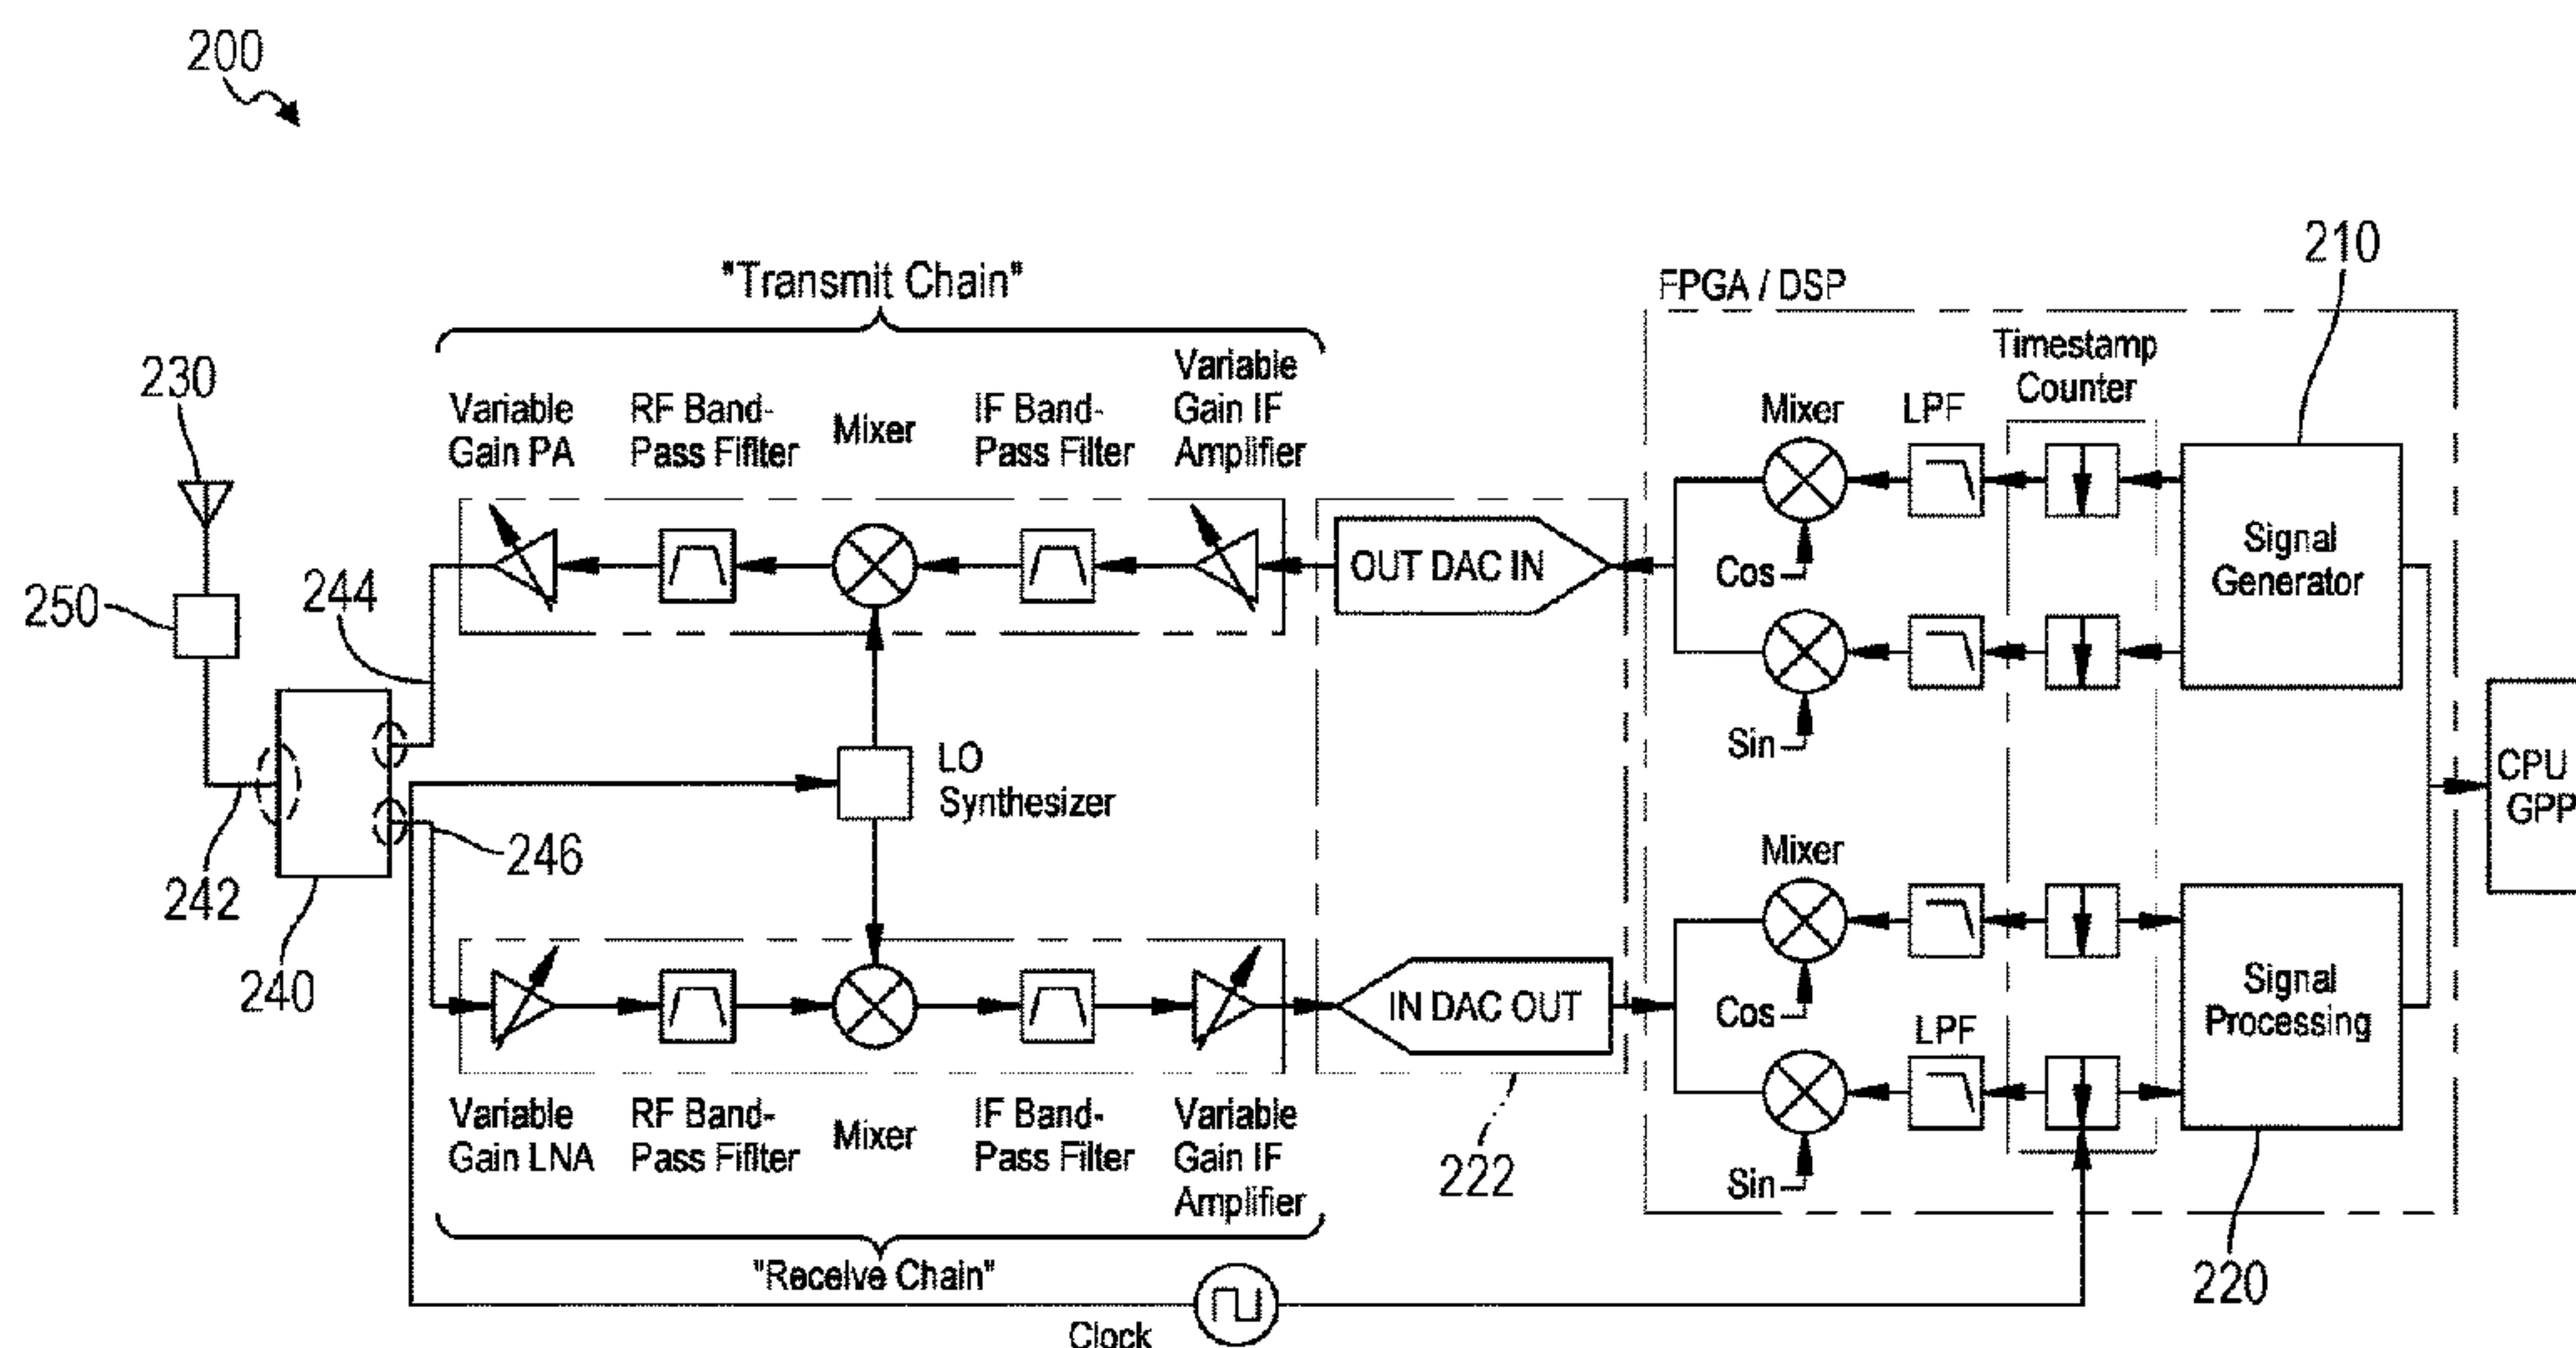 200
210
"Transmit Chain"
FPGA / DSP
Timestamp
Counter
230
Variable
Gain PA
RF Band-
Pass Fiflter
Mixer
IF Band-
Pass Filter
Variable
Gain IF
Amplifier
Mixer
LPF
OUT DAC IN
Cos
Signal
Generator
250
244
Sin
LO
Synthesizer
CPU
GPP
242
240
246
Mixer
IN DAC OUT
Cos
LPF
Signal
Processing
Variable
Gain LNA
RF Band-
Pass Fiflter
Mixer
IF Band-
Pass Filter
Variable
Gain IF
Amplifier
222
Sin
"Receive Chain"
220
Clock